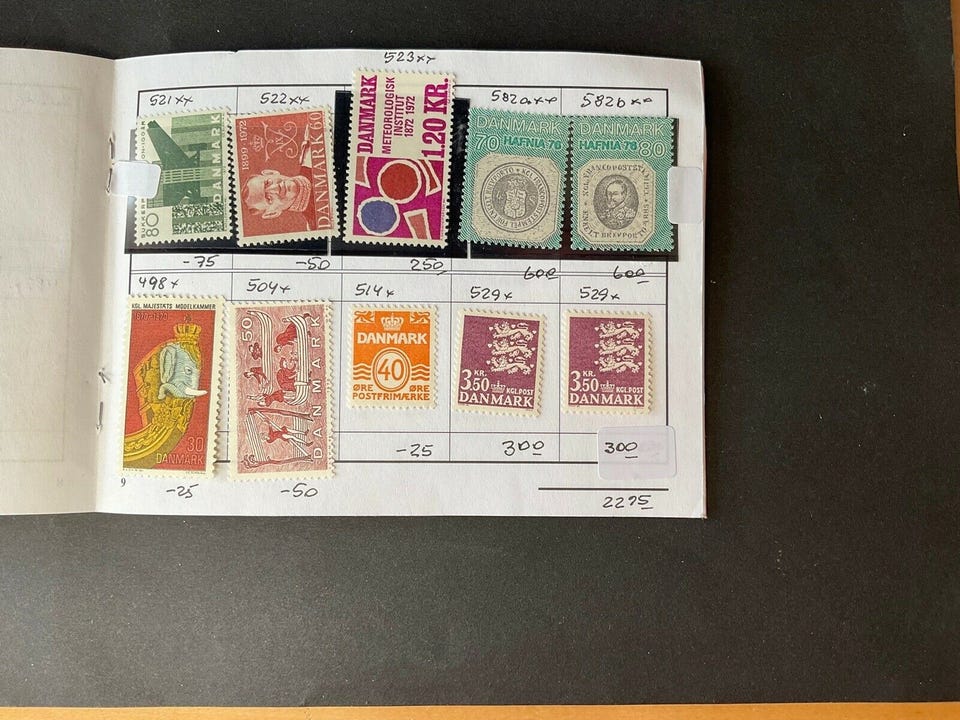 523xx
521xx
522xx
582axx
582bxx
80
DANMARK
1899-1972
DANMARK 60
DANMARK
METEOROLOGISK
INSTITUT
1872 1972
1.20 KR.
DANMARK
70 HAFNIA 76
DANMARK
HAFNIA 76 80
-75
-50
250
600
600
498x
504x
514x
529x
529x
KGL. MAJESTÆTS MODELKAMMER
1670-1970
30
DANMARK
50
DANMARK
DANMARK
40
ØRE ØRE
POSTFRIMÆRKE
3.50 KR.
KGL.POST
DANMARK
3.50 KR.
KGL.POST
DANMARK
-25
300
300
9
-25
-50
2275